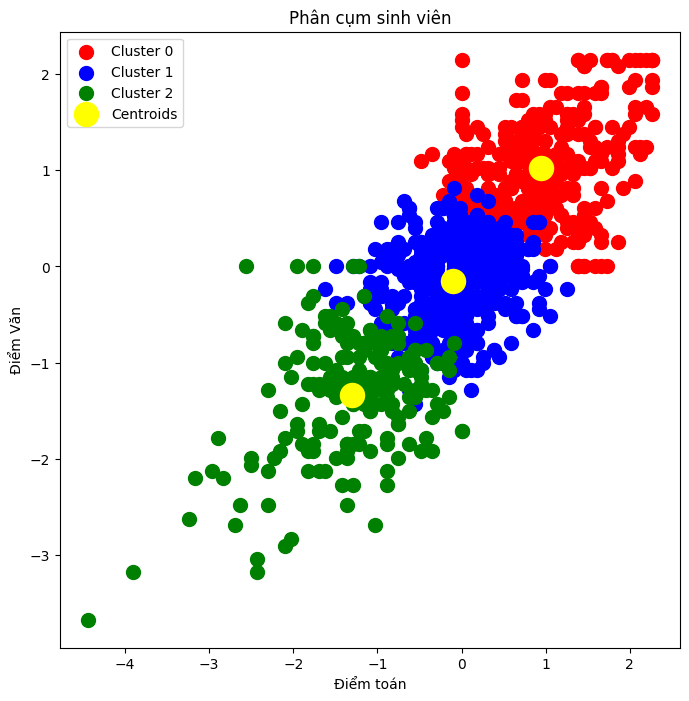 Phân cụm sinh viên
Cluster 0
Cluster 1
Cluster 2
Centroids
2
1
0
−1
−2
−3
Điểm Văn
−4
−3
−2
−1
0
1
2
Điểm toán